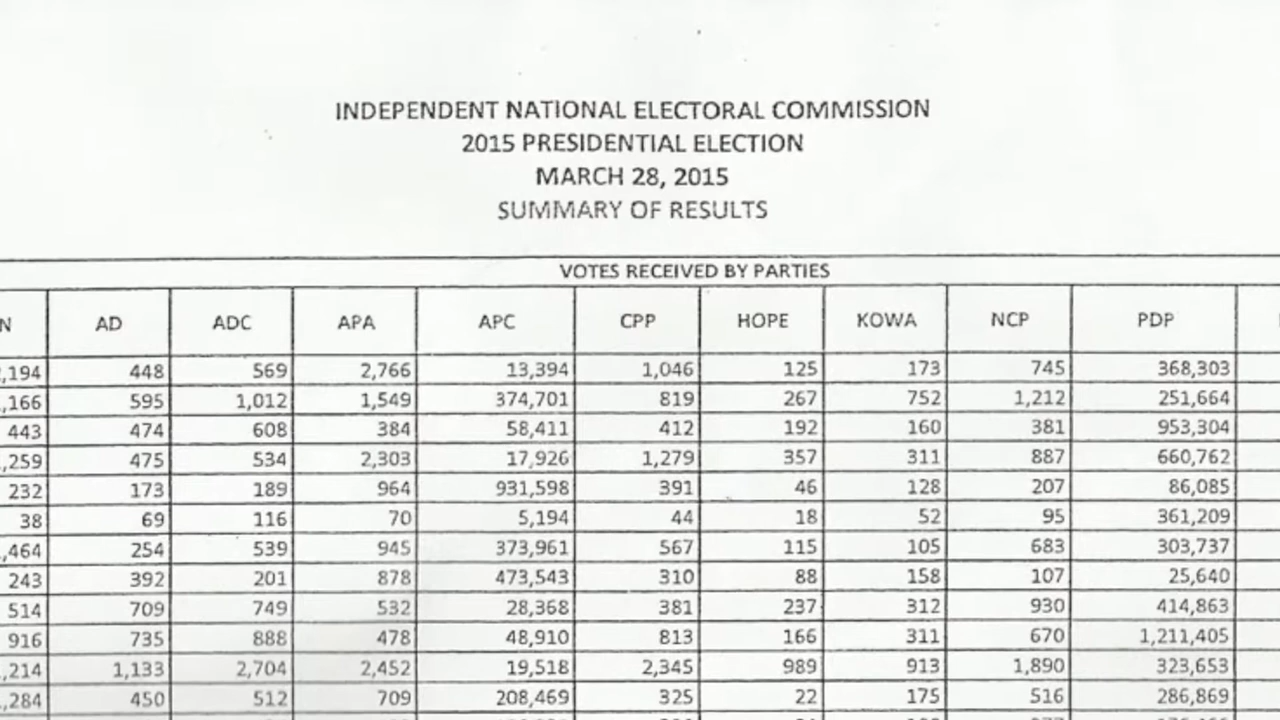 INDEPENDENT NATIONAL ELECTORAL COMMISSION
2015 PRESIDENTIAL ELECTION
MARCH 28, 2015
SUMMARY OF RESULTS
VOTES RECEIVED BY PARTIES
N AD ADC APA APC CPP HOPE KOWA NCP PDP
,194 448 569 2,766 13,394 1,046 125 173 745 368,303
,166 595 1,012 1,549 374,701 819 267 752 1,212 251,664
443 474 608 384 58,411 412 192 160 381 953,304
,259 475 534 2,303 17,926 1,279 357 311 887 660,762
232 173 189 964 931,598 391 46 128 207 86,085
38 69 116 70 5,194 44 18 52 95 361,209
,464 254 539 945 373,961 567 115 105 683 303,737
243 392 201 878 473,543 310 88 158 107 25,640
514 709 749 532 28,368 381 237 312 930 414,863
916 735 888 478 48,910 813 166 311 670 1,211,405
,214 1,133 2,704 2,452 19,518 2,345 989 913 1,890 323,653
,284 450 512 709 208,469 325 22 175 516 286,869